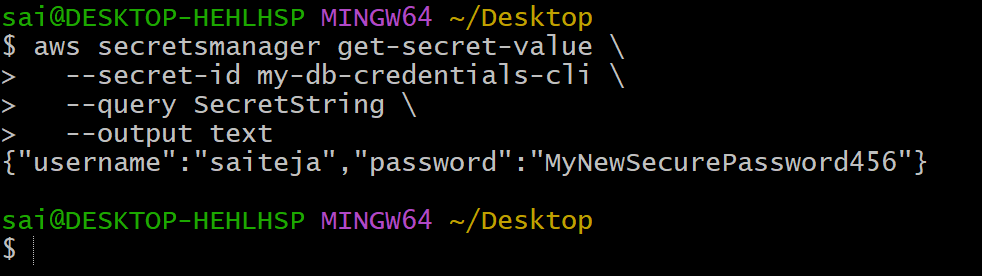 sai@DESKTOP-HEHLHSP MINGW64 ~/Desktop
$ aws secretsmanager get-secret-value \
>   --secret-id my-db-credentials-cli \
>   --query SecretString \
>   --output text
{"username":"saiteja","password":"MyNewSecurePassword456"}

sai@DESKTOP-HEHLHSP MINGW64 ~/Desktop
$